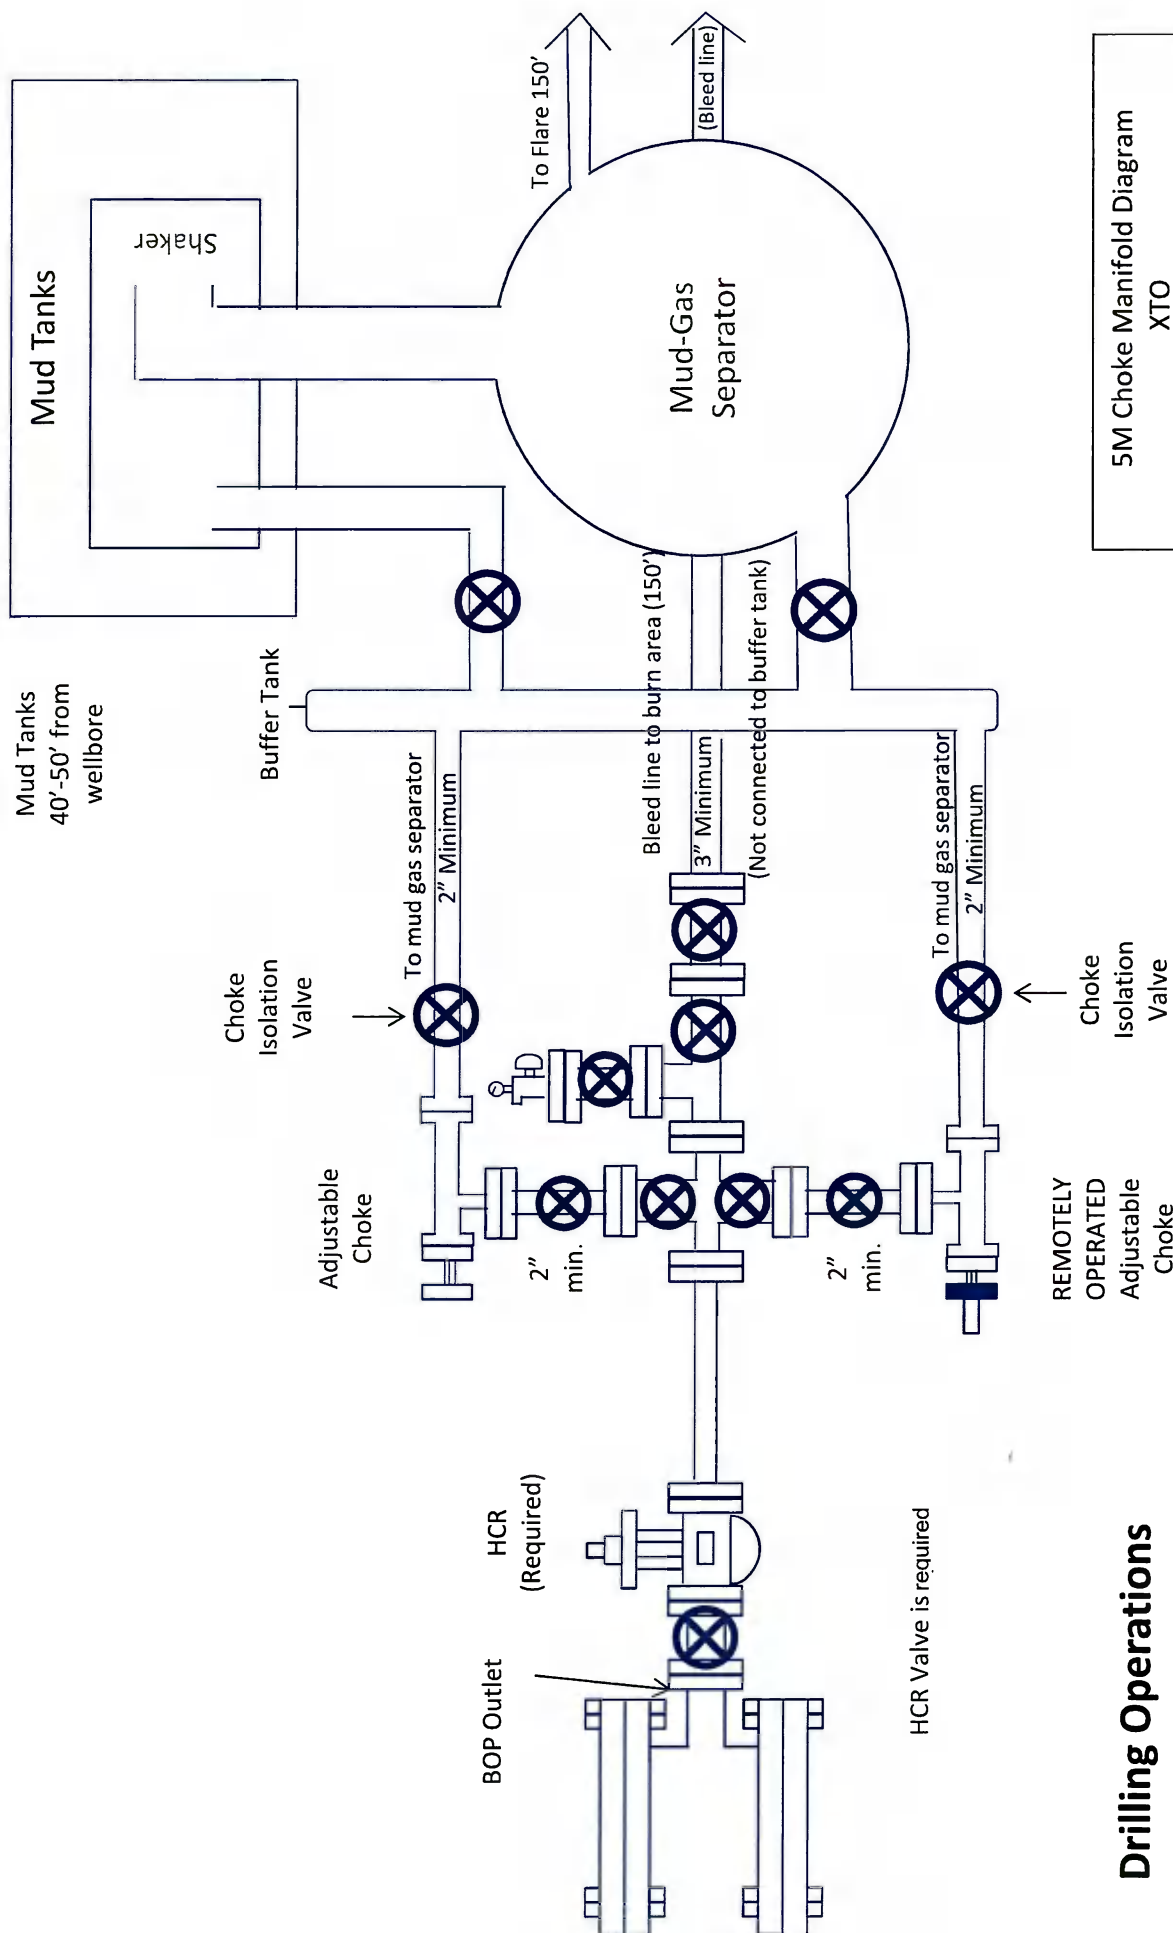 Mud Tanks
40’-50’ from
wellbore
Mud Tanks
Shaker
Buffer Tank
To Flare 150’
(Bleed line)
Mud-Gas
Separator
Choke
Isolation
Valve
To mud gas separator
2” Minimum
Bleed line to burn area (150’)
3” Minimum
(Not connected to buffer tank)
To mud gas separator
2” Minimum
Choke
Isolation
Valve
Adjustable
Choke
2”
min.
2”
min.
REMOTELY
OPERATED
Adjustable
Choke
HCR
(Required)
BOP Outlet
HCR Valve is required
Drilling Operations
5M Choke Manifold Diagram
XTO